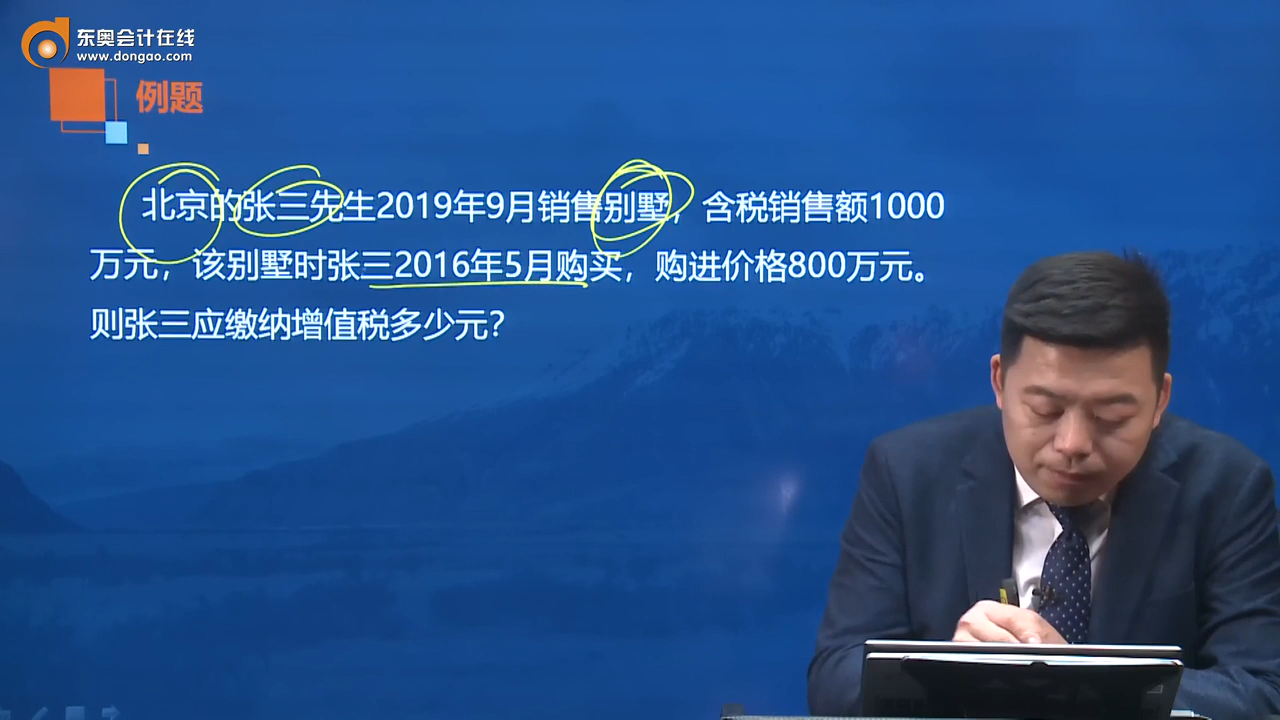 东奥会计在线
www.dongao.com
例题
北京的张三先生2019年9月销售别墅，含税销售额1000
万元，该别墅时张三2016年5月购买，购进价格800万元。
则张三应缴纳增值税多少元？